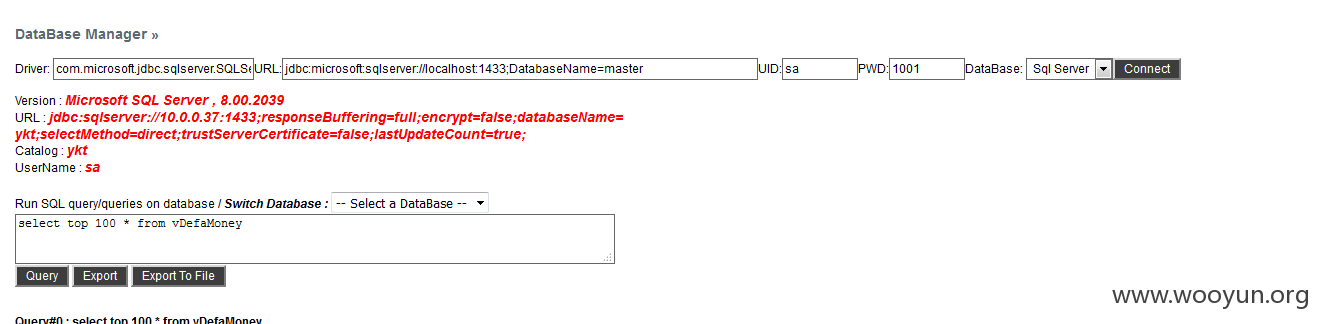 DataBase Manager »
Driver: com.microsoft.jdbc.sqlserver.SQLSe URL: jdbc:microsoft:sqlserver://localhost:1433;DatabaseName=master UID: sa PWD: 1001 DataBase: Sql Server Connect
Version : Microsoft SQL Server , 8.00.2039
URL : jdbc:sqlserver://10.0.0.37:1433;responseBuffering=full;encrypt=false;databaseName=
ykt;selectMethod=direct;trustServerCertificate=false;lastUpdateCount=true;
Catalog : ykt
UserName : sa
Run SQL query/queries on database / Switch Database : -- Select a DataBase --
select top 100 * from vDefaMoney
Query Export Export To File
www.wooyun.org
Query#0 : select top 100 * from vDefaMoney